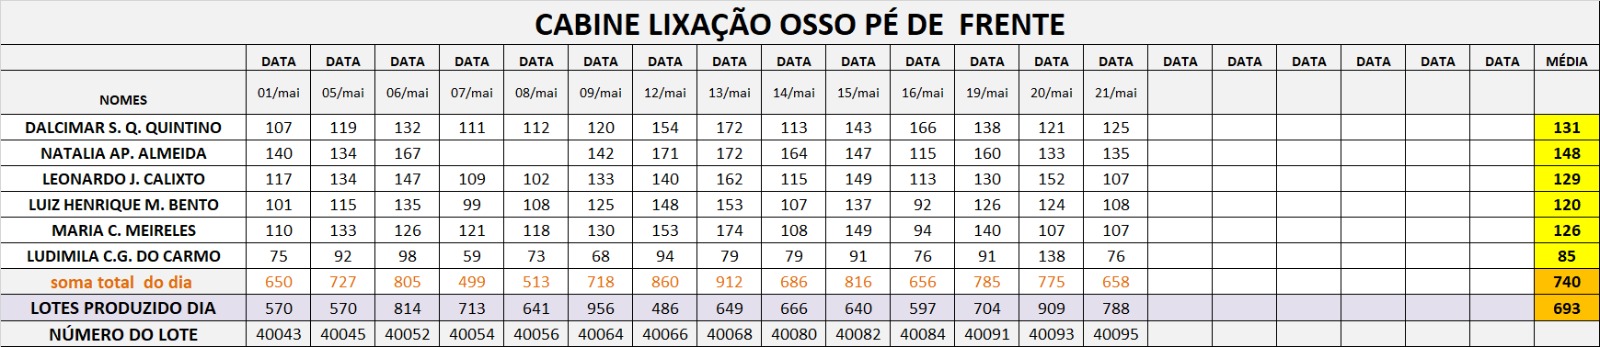 CABINE LIXAÇÃO OSSO PÉ DE FRENTE
DATA DATA DATA DATA DATA DATA DATA DATA DATA DATA DATA DATA DATA DATA DATA DATA DATA DATA DATA DATA MÉDIA
NOMES 01/mai 05/mai 06/mai 07/mai 08/mai 09/mai 12/mai 13/mai 14/mai 15/mai 16/mai 19/mai 20/mai 21/mai
DALCIMAR S. Q. QUINTINO 107 119 132 111 112 120 154 172 113 143 166 138 121 125 131
NATALIA AP. ALMEIDA 140 134 167 142 171 172 164 147 115 160 133 135 148
LEONARDO J. CALIXTO 117 134 147 109 102 133 140 162 115 149 113 130 152 107 129
LUIZ HENRIQUE M. BENTO 101 115 135 99 108 125 148 153 107 137 92 126 124 108 120
MARIA C. MEIRELES 110 133 126 121 118 130 153 174 108 149 94 140 107 107 126
LUDIMILA C.G. DO CARMO 75 92 98 59 73 68 94 79 79 91 76 91 138 76 85
soma total do dia 650 727 805 499 513 718 860 912 686 816 656 785 775 658 740
LOTES PRODUZIDO DIA 570 570 814 713 641 956 486 649 666 640 597 704 909 788 693
NÚMERO DO LOTE 40043 40045 40052 40054 40056 40064 40066 40068 40080 40082 40084 40091 40093 40095